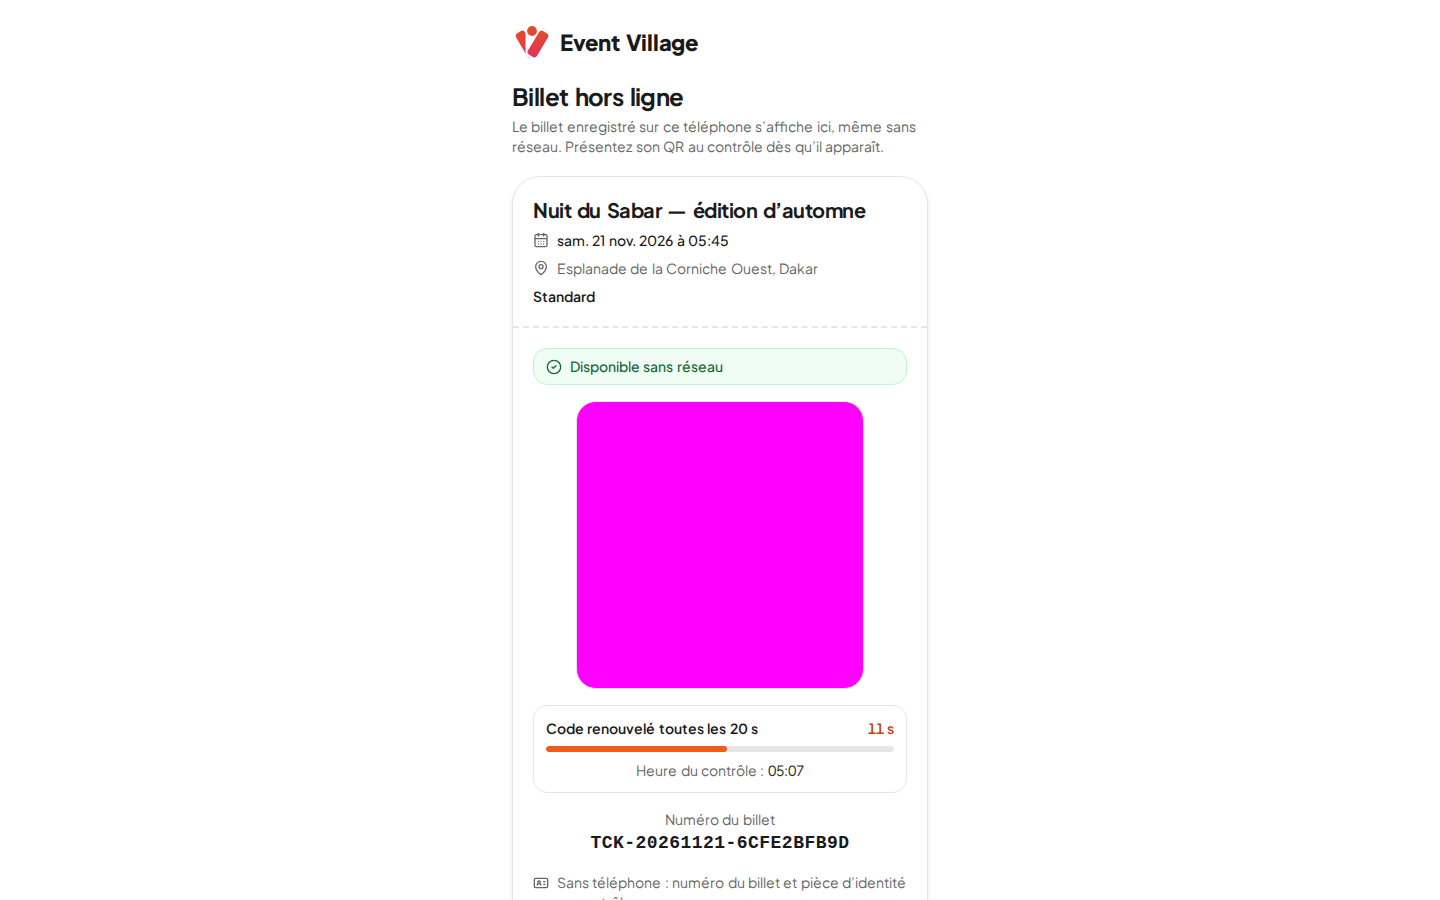 Event Village
Billet hors ligne
Le billet enregistré sur ce téléphone s’affiche ici, même sans
réseau. Présentez son QR au contrôle dès qu’il apparaît.
Nuit du Sabar — édition d’automne
sam. 21 nov. 2026 à 05:45
Esplanade de la Corniche Ouest, Dakar
Standard
Disponible sans réseau
Code renouvelé toutes les 20 s
11 s
Heure du contrôle : 05:07
Numéro du billet
TCK-20261121-6CFE2BFB9D
Sans téléphone : numéro du billet et pièce d’identité